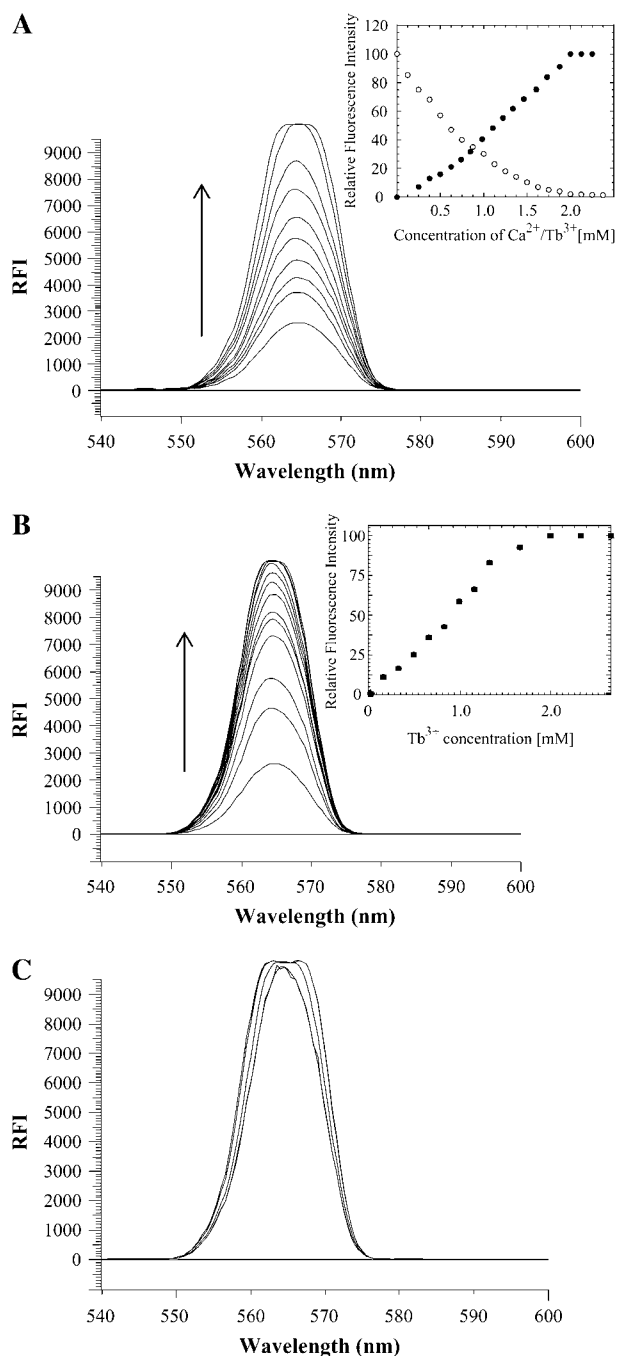 A
RFI
9000
8000
7000
6000
5000
4000
3000
2000
1000
0
540 550 560 570 580 590 600
Wavelength (nm)
Relative Fluorescence Intensity
120
100
80
60
40
20
0
0.5 1.0 1.5 2.0
Concentration of Ca²⁺/Tb³⁺[mM]
B
RFI
9000
8000
7000
6000
5000
4000
3000
2000
1000
0
540 550 560 570 580 590 600
Wavelength (nm)
Relative Fluorescence Intensity
100
75
50
25
0
0 1.0 2.0
Tb³⁺ concentration [mM]
C
RFI
9000
8000
7000
6000
5000
4000
3000
2000
1000
0
540 550 560 570 580 590 600
Wavelength (nm)